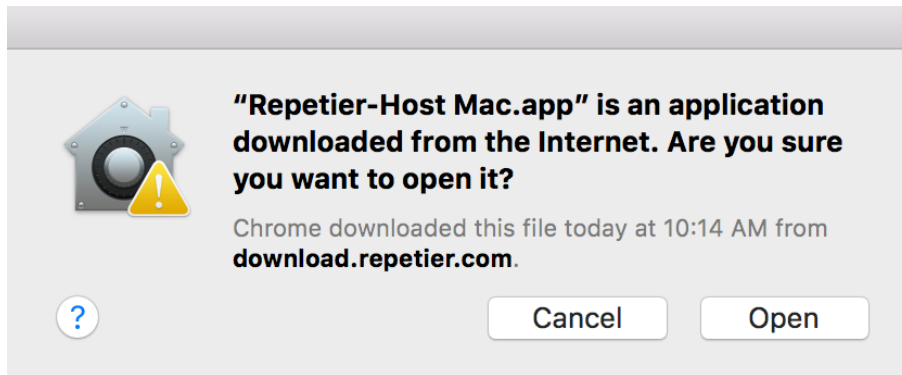 “Repetier-Host Mac.app” is an application
downloaded from the Internet. Are you sure
you want to open it?
Chrome downloaded this file today at 10:14 AM from
download.repetier.com.
?
Cancel
Open